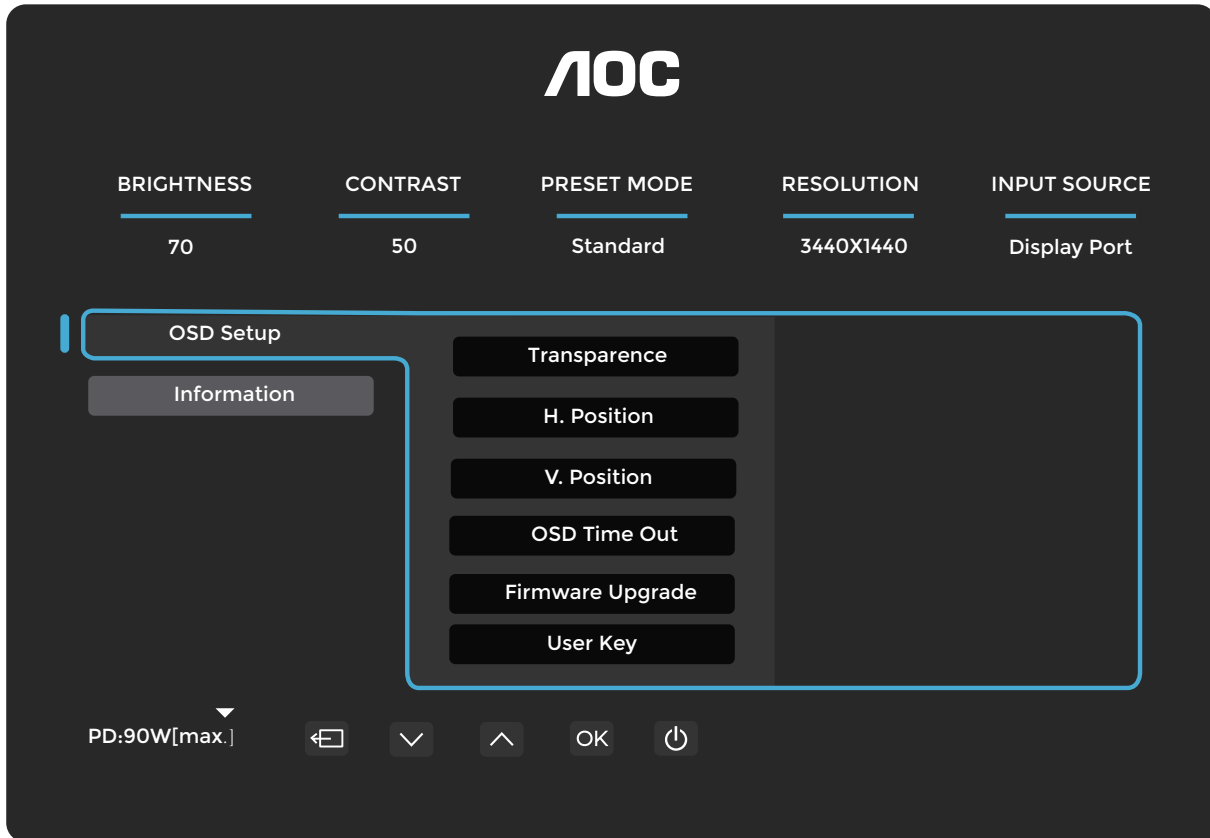 AOC
BRIGHTNESS CONTRAST PRESET MODE RESOLUTION INPUT SOURCE
70 50 Standard 3440X1440 Display Port
OSD Setup
Transparence
Information
H. Position
V. Position
OSD Time Out
Firmware Upgrade
User Key
PD:90W[max.] OK